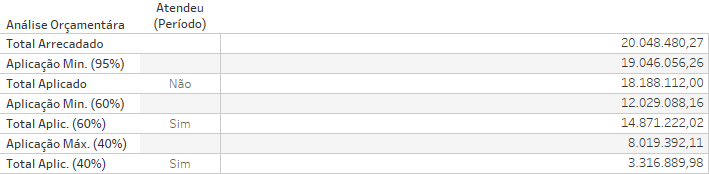 Atendeu
Análise Orçamentára (Período)
Total Arrecadado 20.048.480,27
Aplicação Min. (95%) 19.046.056,26
Total Aplicado Não 18.188.112,00
Aplicação Min. (60%) 12.029.088,16
Total Aplic. (60%) Sim 14.871.222,02
Aplicação Máx. (40%) 8.019.392,11
Total Aplic. (40%) Sim 3.316.889,98